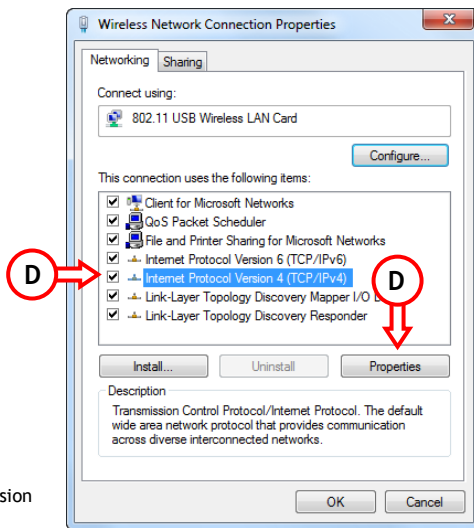 Wireless Network Connection Properties
Networking Sharing
Connect using:
802.11 USB Wireless LAN Card
Configure...
This connection uses the following items:
Client for Microsoft Networks
QoS Packet Scheduler
File and Printer Sharing for Microsoft Networks
Internet Protocol Version 6 (TCP/IPv6)
D Internet Protocol Version 4 (TCP/IPv4) D
Link-Layer Topology Discovery Mapper I/O
Link-Layer Topology Discovery Responder
Install... Uninstall Properties
Description
Transmission Control Protocol/Internet Protocol. The default
wide area network protocol that provides communication
across diverse interconnected networks.
sion
OK Cancel